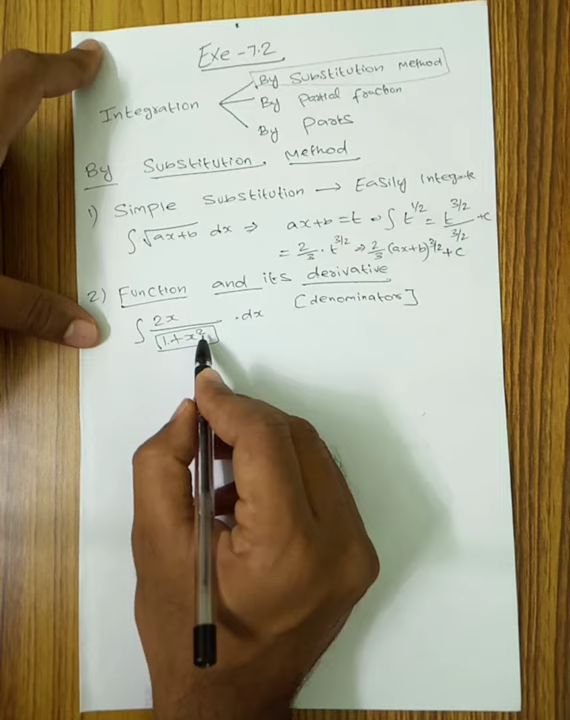 Exe - 7.2
Integration
By Substitution Method
By Partial fraction
By Parts
By Substitution Method
1) Simple Substitution → Easily Integrate
∫√ax+b dx ⇒ ax+b = t ∫ t^1/2 = t^3/2 / 3/2 + c
= 2/3 · t^3/2 ⇒ 2/3 (ax+b)^3/2 + c
2) Function and its derivative
[denominator]
∫ 2x / 1+x² · dx